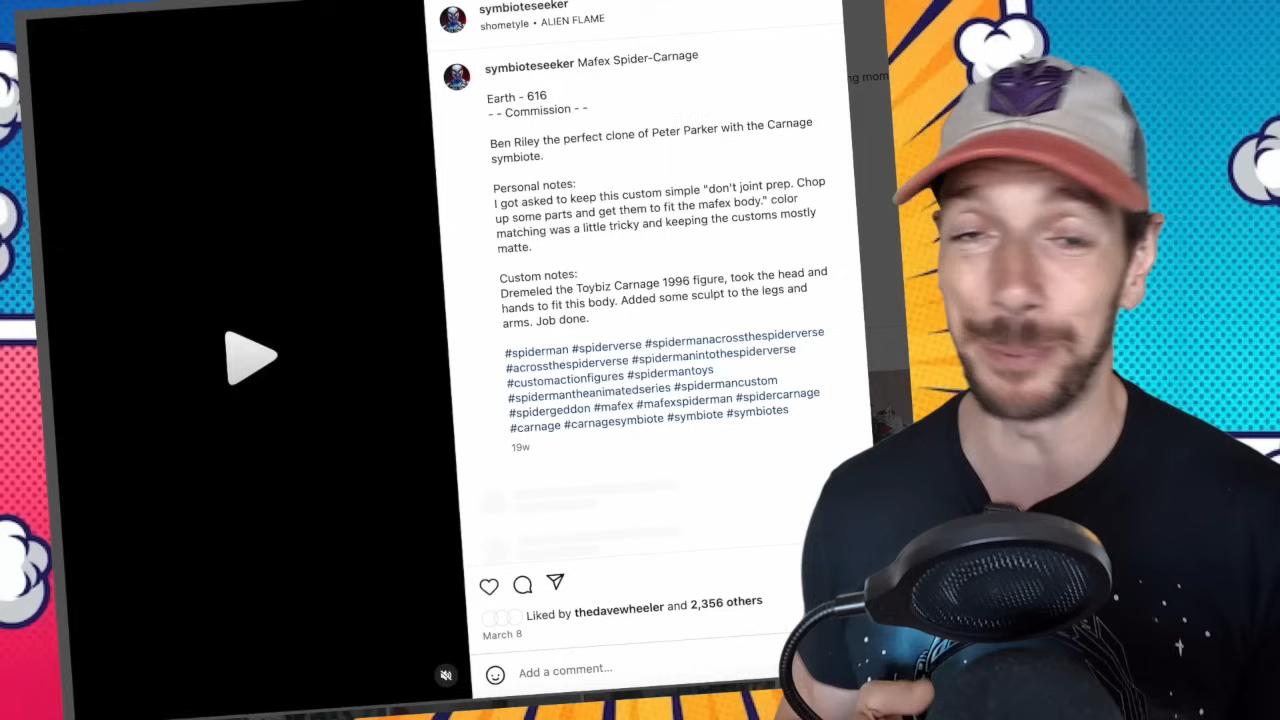 symbioteseeker
shometyle • ALIEN FLAME
symbioteseeker Mafex Spider-Carnage
Earth - 616
- - Commission - -
Ben Riley the perfect clone of Peter Parker with the Carnage
symbiote.
Personal notes:
I got asked to keep this custom simple "don't joint prep. Chop
up some parts and get them to fit the mafex body." color
matching was a little tricky and keeping the customs mostly
matte.
Custom notes:
Dremeled the Toybiz Carnage 1996 figure, took the head and
hands to fit this body. Added some sculpt to the legs and
arms. Job done.
#spiderman #spiderverse #spidermanacrossthespiderverse
#acrossthespiderverse #spidermanintothespiderverse
#customactionfigures #spidermantoys
#spidermantheanimatedseries #spidermancustom
#spidergeddon #mafex #mafexspiderman #spidercarnage
#carnage #carnagesymbiote #symbiote #symbiotes
19w
Liked by thedavewheeler and 2,356 others
March 8
Add a comment...